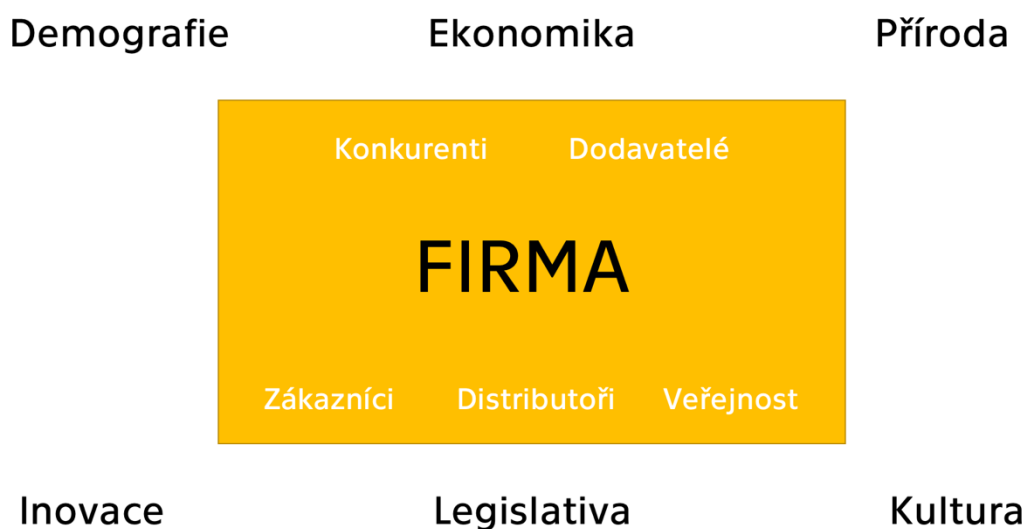 Demografie Ekonomika Příroda
Konkurenti Dodavatelé
FIRMA
Zákazníci Distributoři Veřejnost
Inovace Legislativa Kultura